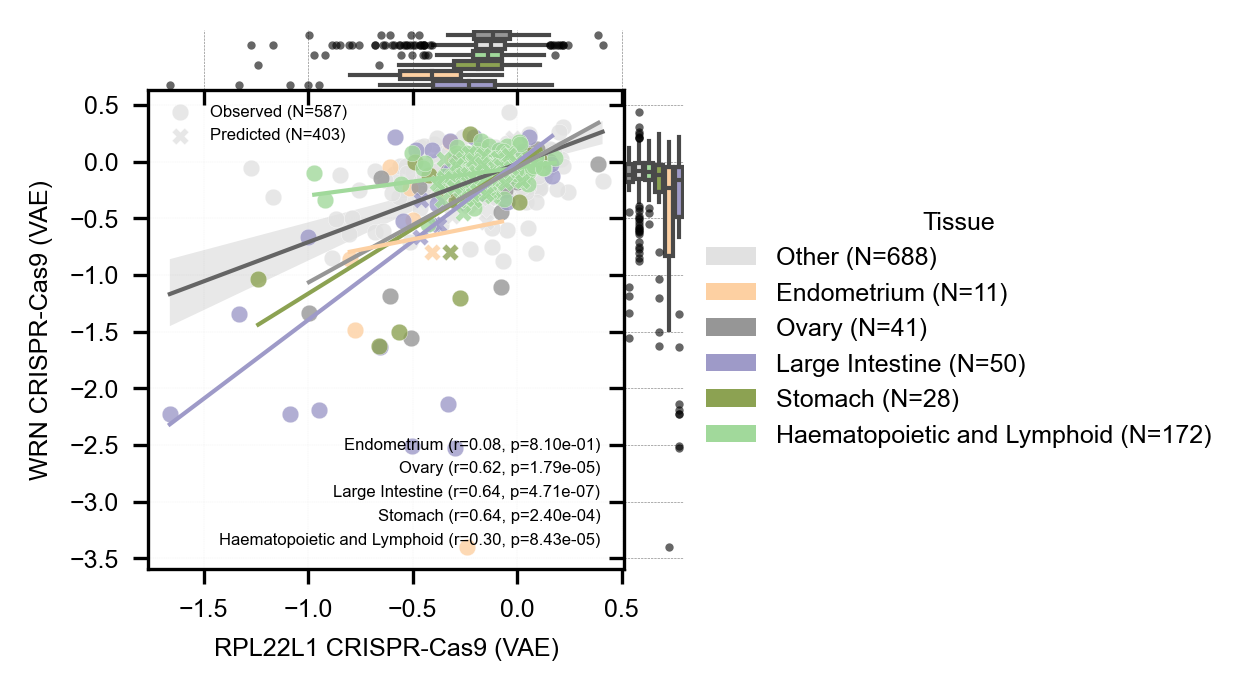 0.5
0.0
−0.5
−1.0
−1.5
−2.0
−2.5
−3.0
−3.5
WRN CRISPR-Cas9 (VAE)
Observed (N=587)
Predicted (N=403)
Endometrium (r=0.08, p=8.10e-01)
Ovary (r=0.62, p=1.79e-05)
Large Intestine (r=0.64, p=4.71e-07)
Stomach (r=0.64, p=2.40e-04)
Haematopoietic and Lymphoid (r=0.30, p=8.43e-05)
−1.5
−1.0
−0.5
0.0
0.5
RPL22L1 CRISPR-Cas9 (VAE)
Tissue
Other (N=688)
Endometrium (N=11)
Ovary (N=41)
Large Intestine (N=50)
Stomach (N=28)
Haematopoietic and Lymphoid (N=172)